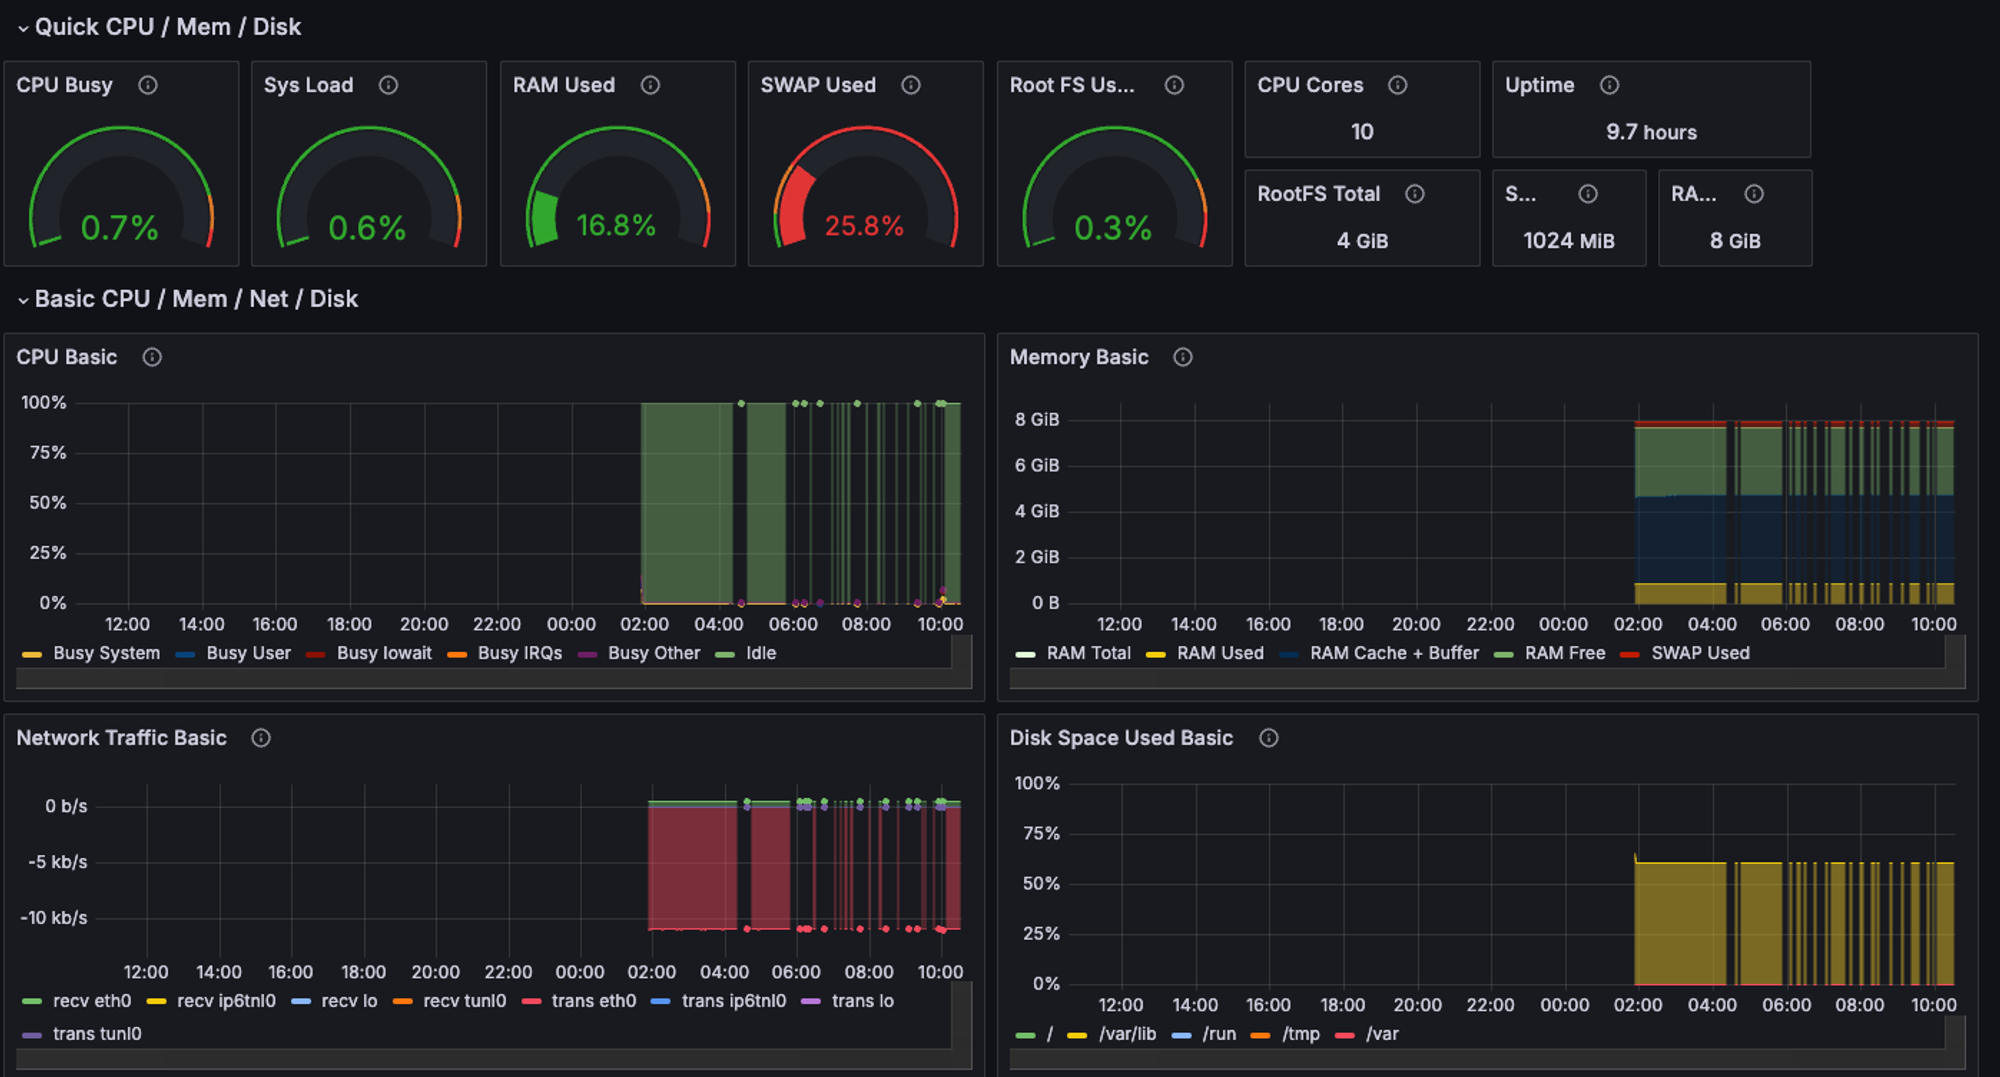 Quick CPU / Mem / Disk
CPU Busy
Sys Load
RAM Used
SWAP Used
Root FS Us...
CPU Cores
Uptime
10
9.7 hours
RootFS Total
S...
RA...
0.7%
0.6%
16.8%
25.8%
0.3%
4 GiB
1024 MiB
8 GiB
Basic CPU / Mem / Net / Disk
CPU Basic
100%
75%
50%
25%
0%
12:00 14:00 16:00 18:00 20:00 22:00 00:00 02:00 04:00 06:00 08:00 10:00
Busy System Busy User Busy Iowait Busy IRQs Busy Other Idle
Memory Basic
8 GiB
6 GiB
4 GiB
2 GiB
0 B
12:00 14:00 16:00 18:00 20:00 22:00 00:00 02:00 04:00 06:00 08:00 10:00
RAM Total RAM Used RAM Cache + Buffer RAM Free SWAP Used
Network Traffic Basic
0 b/s
-5 kb/s
-10 kb/s
12:00 14:00 16:00 18:00 20:00 22:00 00:00 02:00 04:00 06:00 08:00 10:00
recv eth0 recv ip6tnl0 recv lo recv tunl0 trans eth0 trans ip6tnl0 trans lo
trans tunl0
Disk Space Used Basic
100%
75%
50%
25%
0%
12:00 14:00 16:00 18:00 20:00 22:00 00:00 02:00 04:00 06:00 08:00 10:00
/ /var/lib /run /tmp /var